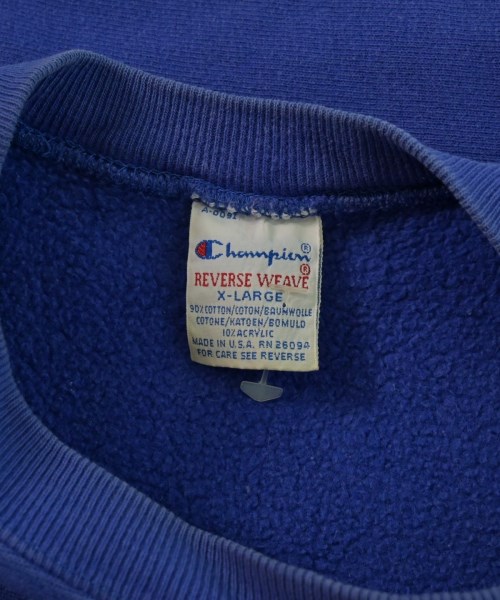 A-0091
Champion®
REVERSE WEAVE®
X-LARGE
90% COTTON/COTON/BAUMWOLLE
COTONE/KATOEN/BOMULD
10% ACRYLIC
MADE IN U.S.A. RN 26094
FOR CARE SEE REVERSE